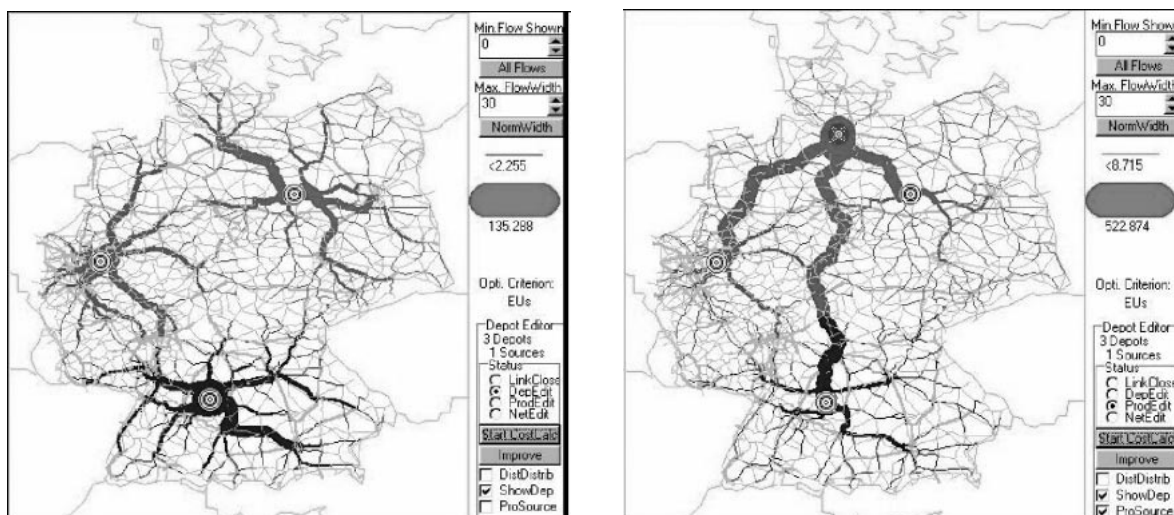 Min.Flow Shown
0
All Flows
Max. FlowWidth
30
NormWidth
<2.255
135.288
Opti. Criterion:
EUs
Depot Editor
3 Depots
1 Sources
Status
LinkClose
DepEdit
ProdEdit
NetEdit
Start CostCalc
Improve
DistDistrib
ShowDep
ProSource
Min.Flow Shown
0
All Flows
Max. FlowWidth
30
NormWidth
<8.715
522.874
Opti. Criterion:
EUs
Depot Editor
3 Depots
1 Sources
Status
LinkClose
DepEdit
ProdEdit
NetEdit
Start CostCalc
Improve
DistDistrib
ShowDep
ProSource